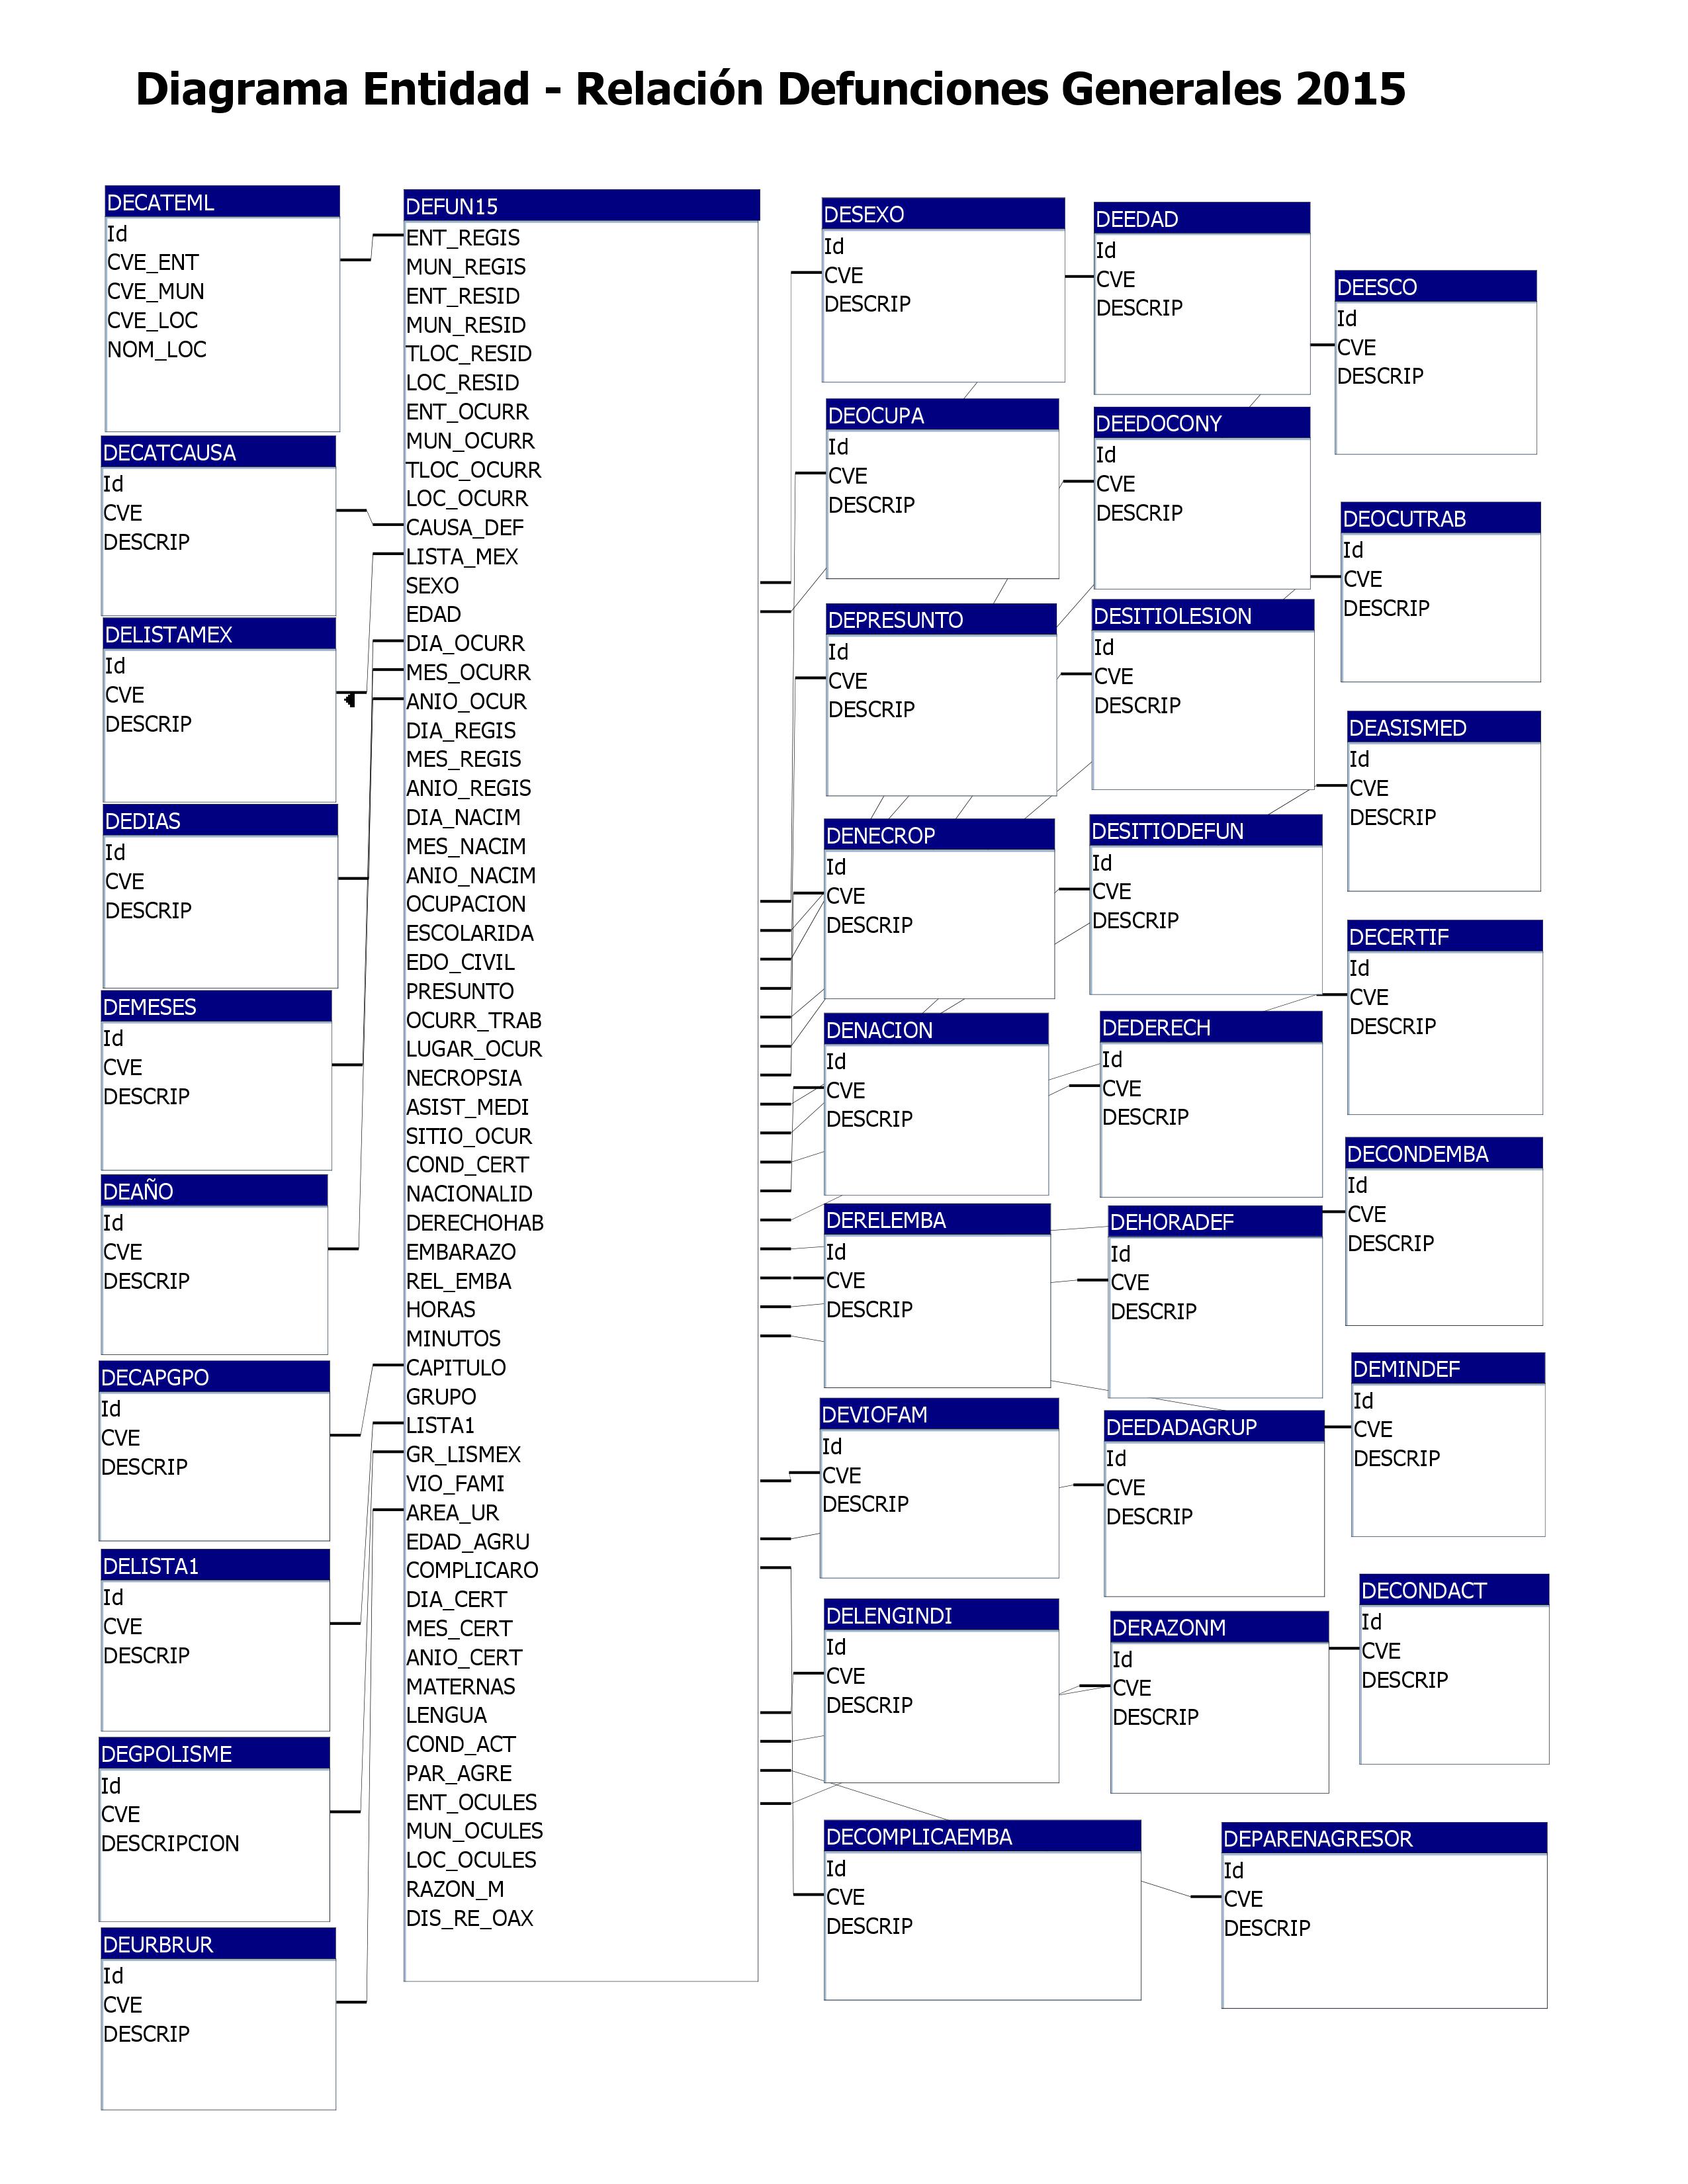 Diagrama Entidad - Relación Defunciones Generales 2015
DECATEML
Id
CVE_ENT
CVE_MUN
CVE_LOC
NOM_LOC
DECATCAUSA
Id
CVE
DESCRIP
DELISTAMEX
Id
CVE
DESCRIP
DEDIAS
Id
CVE
DESCRIP
DEMESES
Id
CVE
DESCRIP
DEAÑO
Id
CVE
DESCRIP
DECAPGPO
Id
CVE
DESCRIP
DELISTA1
Id
CVE
DESCRIP
DEGPOLISME
Id
CVE
DESCRIPCION
DEURBRUR
Id
CVE
DESCRIP
DEFUN15
ENT_REGIS
MUN_REGIS
ENT_RESID
MUN_RESID
TLOC_RESID
LOC_RESID
ENT_OCURR
MUN_OCURR
TLOC_OCURR
LOC_OCURR
CAUSA_DEF
LISTA_MEX
SEXO
EDAD
DIA_OCURR
MES_OCURR
ANIO_OCUR
DIA_REGIS
MES_REGIS
ANIO_REGIS
DIA_NACIM
MES_NACIM
ANIO_NACIM
OCUPACION
ESCOLARIDA
EDO_CIVIL
PRESUNTO
OCURR_TRAB
LUGAR_OCUR
NECROPSIA
ASIST_MEDI
SITIO_OCUR
COND_CERT
NACIONALID
DERECHOHAB
EMBARAZO
REL_EMBA
HORAS
MINUTOS
CAPITULO
GRUPO
LISTA1
GR_LISMEX
VIO_FAMI
AREA_UR
EDAD_AGRU
COMPLICARO
DIA_CERT
MES_CERT
ANIO_CERT
MATERNAS
LENGUA
COND_ACT
PAR_AGRE
ENT_OCULES
MUN_OCULES
LOC_OCULES
RAZON_M
DIS_RE_OAX
DESEXO
Id
CVE
DESCRIP
DEOCUPA
Id
CVE
DESCRIP
DEPRESUNTO
Id
CVE
DESCRIP
DENECROP
Id
CVE
DESCRIP
DENACION
Id
CVE
DESCRIP
DERELEMBA
Id
CVE
DESCRIP
DEVIOFAM
Id
CVE
DESCRIP
DELENGINDI
Id
CVE
DESCRIP
DECOMPLICAEMBA
Id
CVE
DESCRIP
DEEDAD
Id
CVE
DESCRIP
DEEDOCONY
Id
CVE
DESCRIP
DESITIOLESION
Id
CVE
DESCRIP
DESITIODEFUN
Id
CVE
DESCRIP
DEDERECH
Id
CVE
DESCRIP
DEHORADEF
Id
CVE
DESCRIP
DEEDADAGRUP
Id
CVE
DESCRIP
DERAZONM
Id
CVE
DESCRIP
DEPARENAGRESOR
Id
CVE
DESCRIP
DEESCO
Id
CVE
DESCRIP
DEOCUTRAB
Id
CVE
DESCRIP
DEASISMED
Id
CVE
DESCRIP
DECERTIF
Id
CVE
DESCRIP
DECONDEMBA
Id
CVE
DESCRIP
DEMINDEF
Id
CVE
DESCRIP
DECONDACT
Id
CVE
DESCRIP